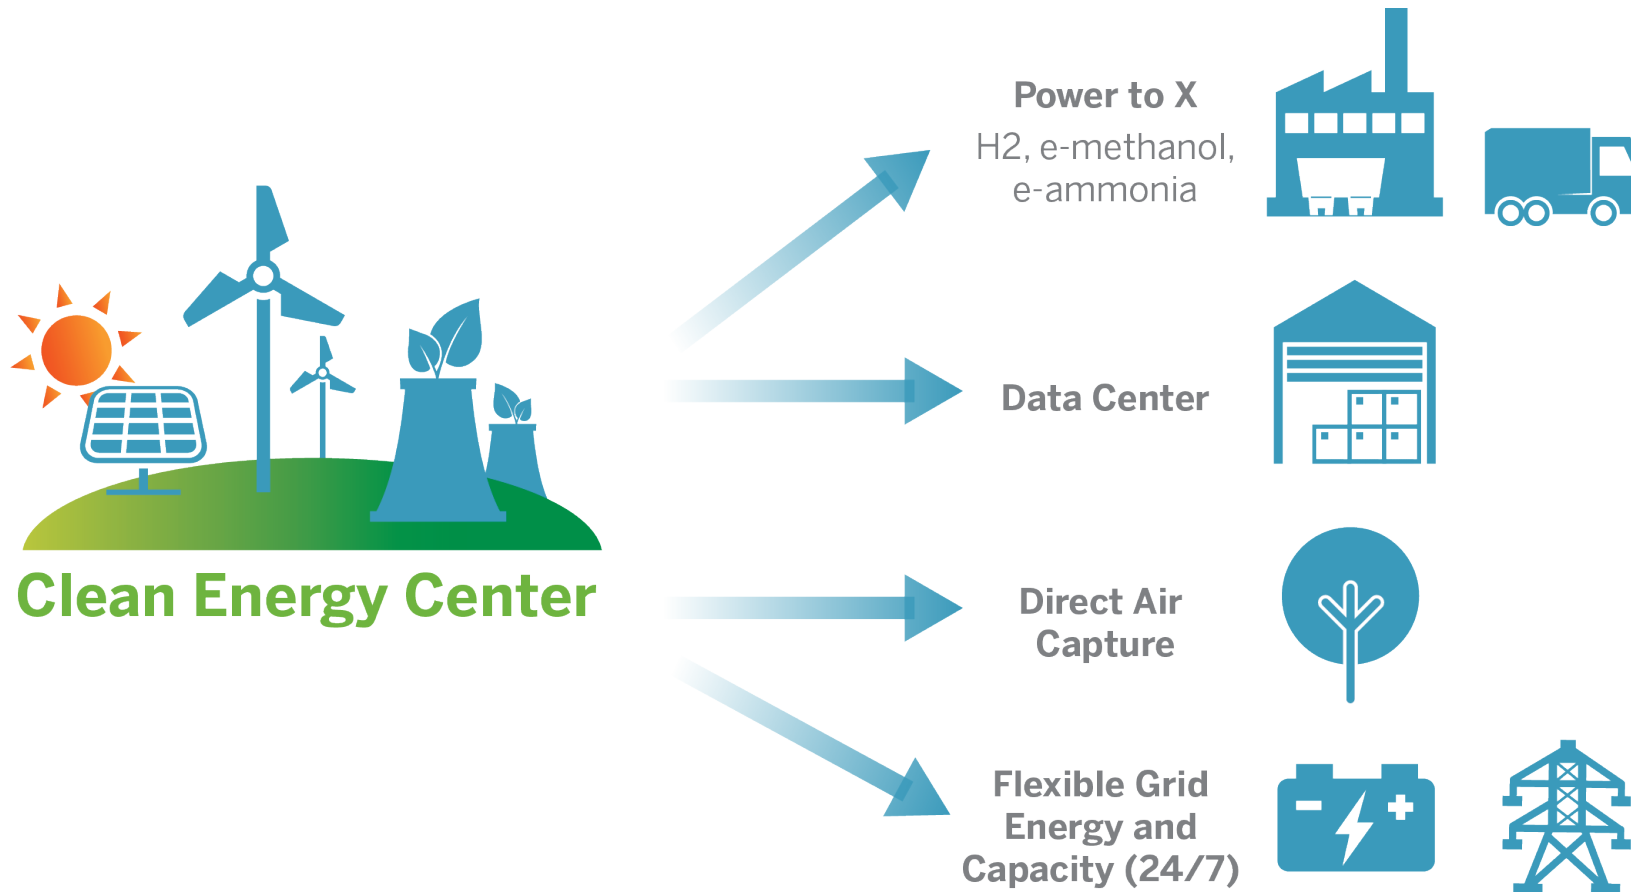 Power to X
H2, e-methanol,
e-ammonia
Data Center
Clean Energy Center
Direct Air
Capture
Flexible Grid
Energy and
Capacity (24/7)